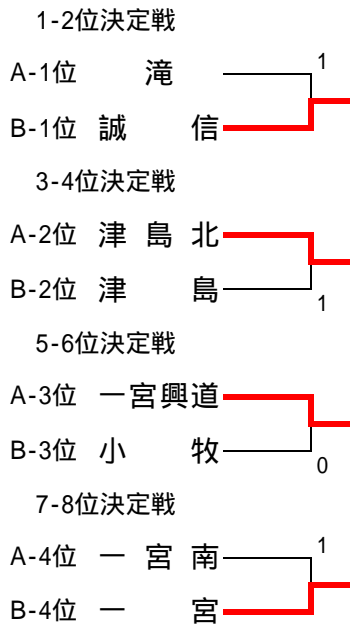 1-2位決定戦
A-1位 滝 1
B-1位 誠信
3-4位決定戦
A-2位 津島北
B-2位 津島 1
5-6位決定戦
A-3位 一宮興道
B-3位 小牧 0
7-8位決定戦
A-4位 一宮南 1
B-4位 一宮